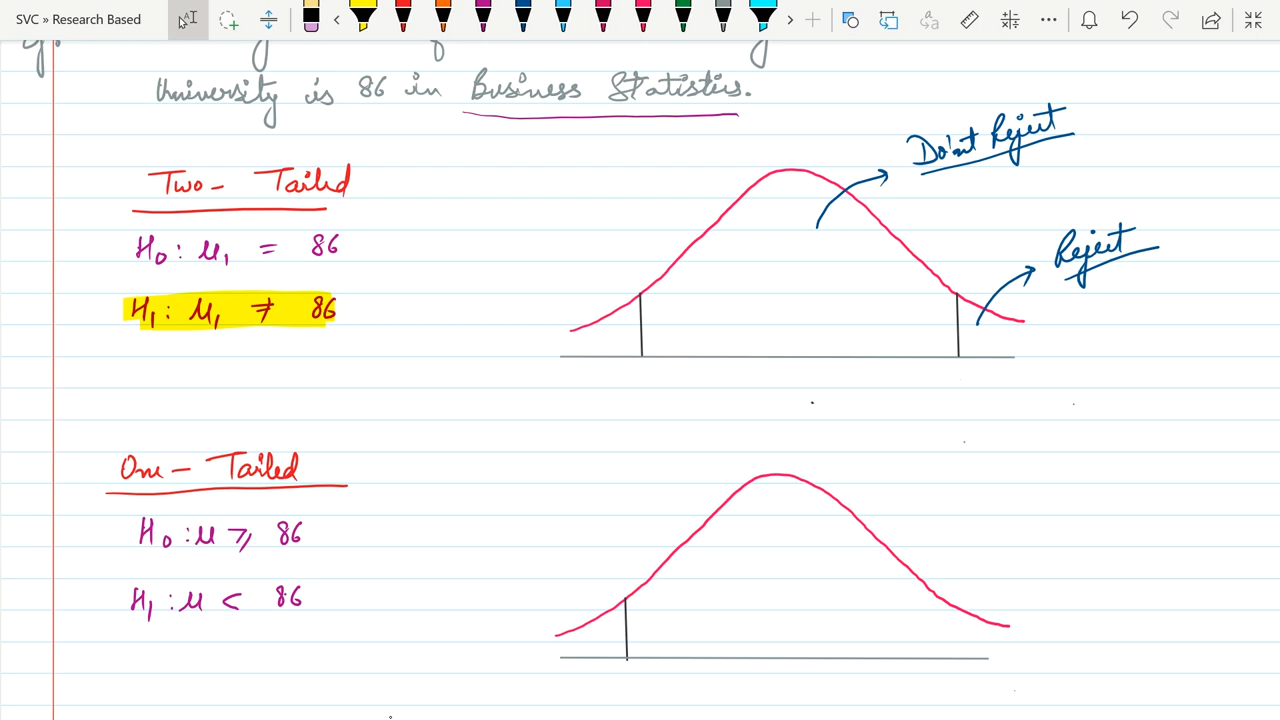 SVC » Research Based
University is 86 in Business Statistics.
Two - Tailed
H₀ : μ₁ = 86
H₁ : μ₁ ≠ 86
Do'nt Reject
Reject
One - Tailed
H₀ : μ ⩾ 86
H₁ : μ < 86